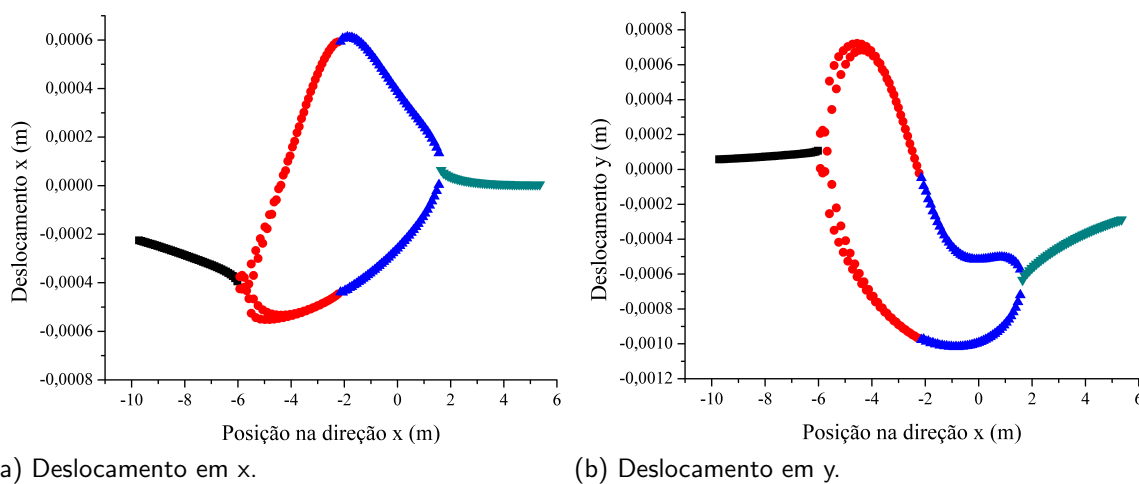 0,0006
0,0004
0,0002
0,0000
-0,0002
-0,0004
-0,0006
-0,0008
Deslocamento x (m)
-10 -8 -6 -4 -2 0 2 4 6
Posição na direção x (m)
a) Deslocamento em x.
0,0008
0,0006
0,0004
0,0002
0,0000
-0,0002
-0,0004
-0,0006
-0,0008
-0,0010
-0,0012
Deslocamento y (m)
-10 -8 -6 -4 -2 0 2 4 6
Posição na direção x (m)
(b) Deslocamento em y.